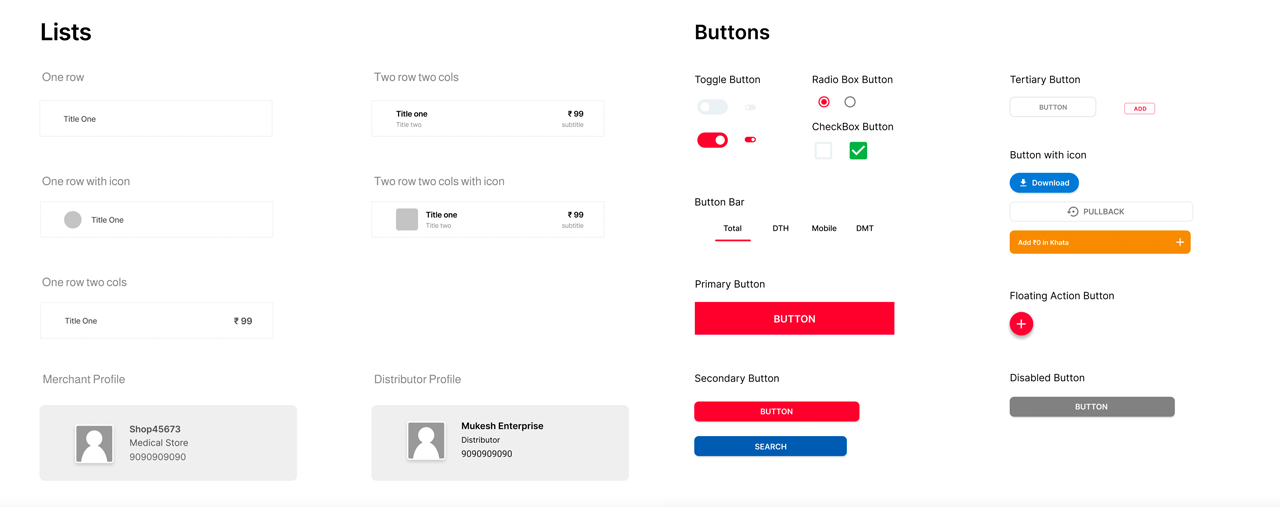 Lists
One row
Title One
One row with icon
Title One
One row two cols
Title One
₹ 99
Merchant Profile
Shop45673
Medical Store
9090909090
Two row two cols
Title one
₹ 99
Title two
subtitle
Two row two cols with icon
Title one
₹ 99
Title two
subtitle
Distributor Profile
Mukesh Enterprise
Distributor
9090909090
Buttons
Toggle Button
Radio Box Button
CheckBox Button
Button Bar
Total
DTH
Mobile
DMT
Primary Button
BUTTON
Secondary Button
BUTTON
SEARCH
Tertiary Button
BUTTON
ADD
Button with icon
Download
PULLBACK
Add ₹0 in Khata
Floating Action Button
Disabled Button
BUTTON